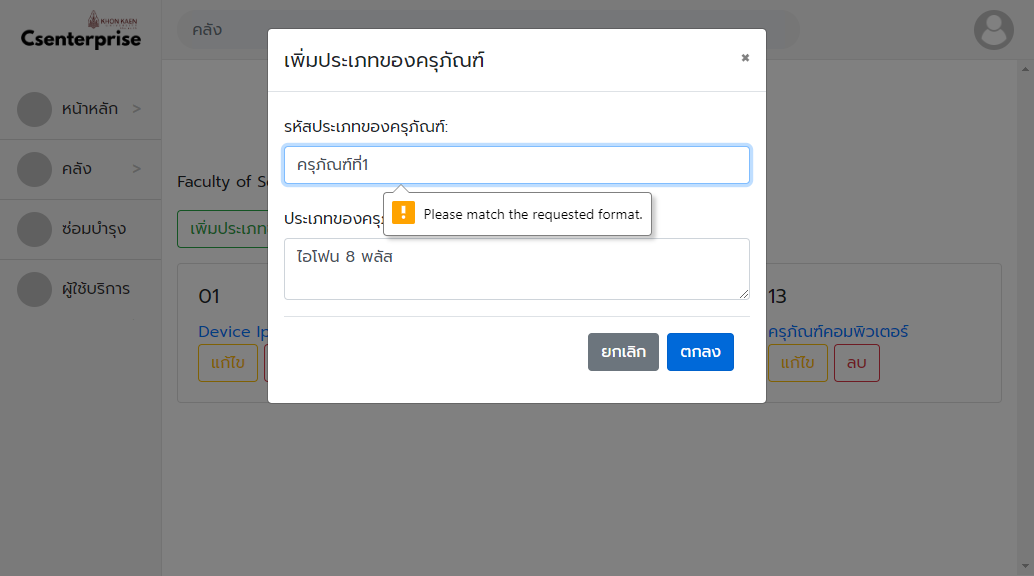 KHON KAEN
Csenterprise
คลัง
หน้าหลัก >
คลัง >
ซ่อมบำรุง
ผู้ใช้บริการ
เพิ่มประเภทของครุภัณฑ์
×
รหัสประเภทของครุภัณฑ์:
ครุภัณฑ์ที่1
! Please match the requested format.
ประเภทของครุภ
ไอโฟน 8 พลัส
ยกเลิก ตกลง
Faculty of S
เพิ่มประเภท
01
Device Ip
แก้ไข
13
ครุภัณฑ์คอมพิวเตอร์
แก้ไข ลบ